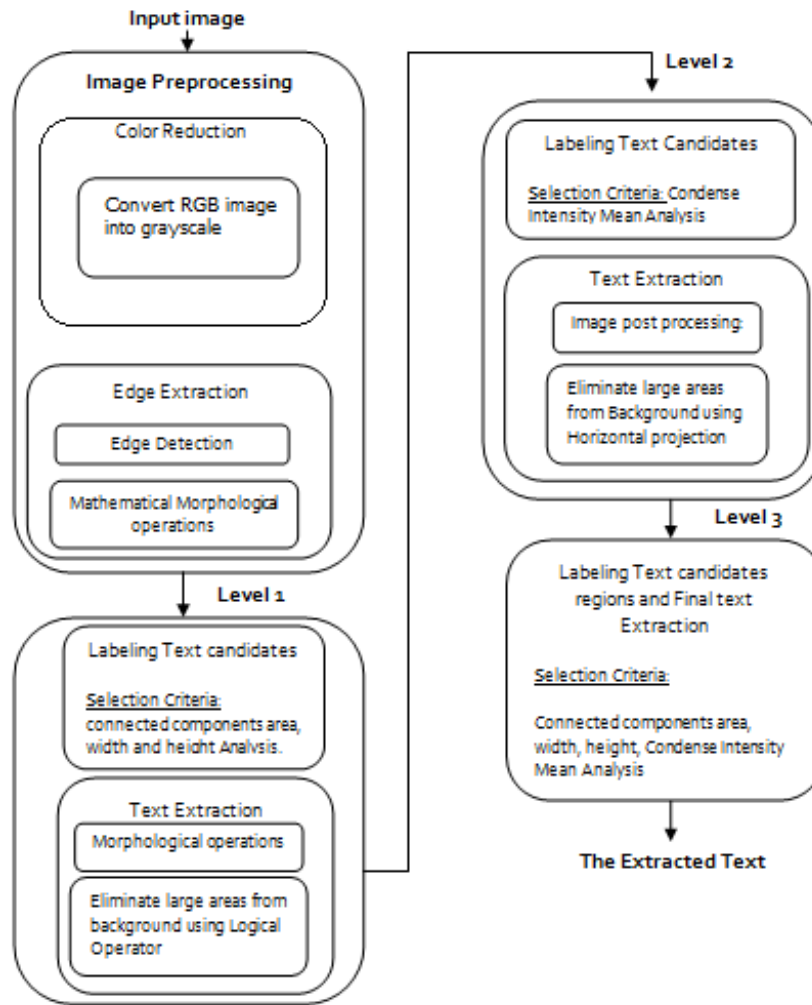 Input image
Image Preprocessing
Color Reduction
Convert RGB image
into grayscale
Edge Extraction
Edge Detection
Mathematical Morphological
operations
Level 1
Labeling Text candidates
Selection Criteria:
connected components area,
width and height Analysis.
Text Extraction
Morphological operations
Eliminate large areas from
background using Logical
Operator
Level 2
Labeling Text Candidates
Selection Criteria: Condense
Intensity Mean Analysis
Text Extraction
Image post processing:
Eliminate large areas
from Background using
Horizontal projection
Level 3
Labeling Text candidates
regions and Final text
Extraction
Selection Criteria:
Connected components area,
width, height, Condense Intensity
Mean Analysis
The Extracted Text